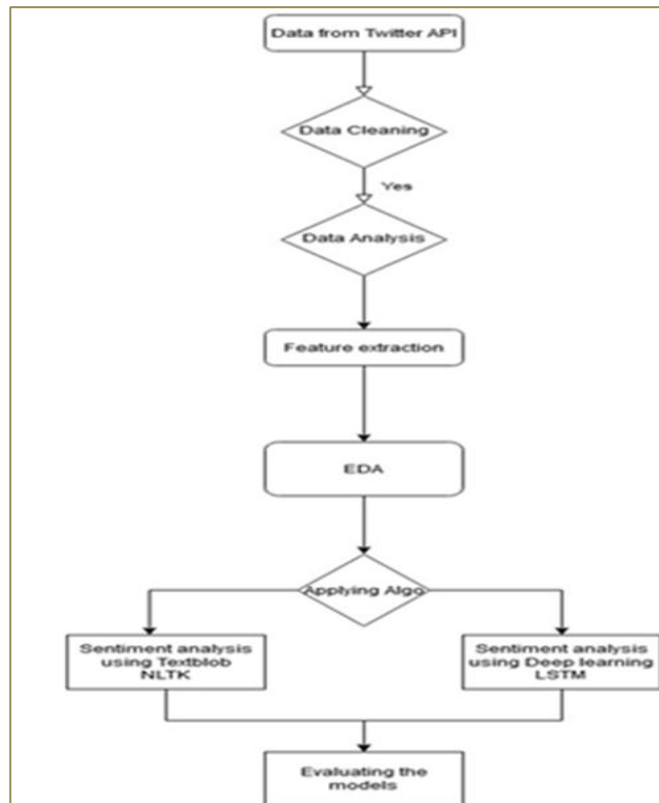 Data from Twitter API
Data Cleaning
Yes
Data Analysis
Feature extraction
EDA
Applying Algo
Sentiment analysis
using Textblob
NLTK
Sentiment analysis
using Deep learning
LSTM
Evaluating the
models